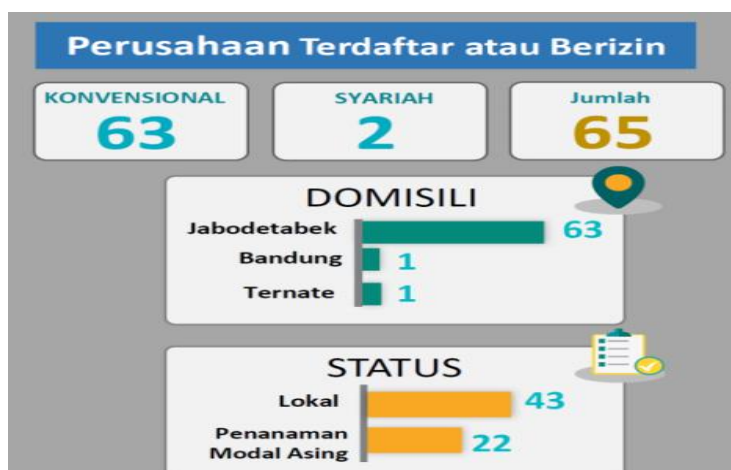 Perusahaan Terdaftar atau Berizin
KONVENSIONAL
63
SYARIAH
2
Jumlah
65
DOMISILI
Jabodetabek 63
Bandung 1
Ternate 1
STATUS
Lokal 43
Penanaman
Modal Asing 22